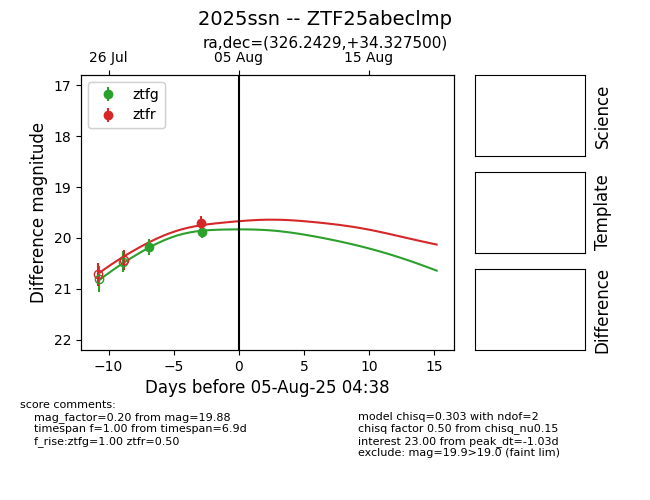 2025ssn -- ZTF25abeclmp
ra,dec=(326.2429,+34.327500)
26 Jul
05 Aug
15 Aug
17
18
19
20
21
22
Difference magnitude
ztfg
ztfr
−10
−5
0
5
10
15
Days before 05-Aug-25 04:38
Science
Template
Difference
score comments:
mag_factor=0.20 from mag=19.88
timespan f=1.00 from timespan=6.9d
f_rise:ztfg=1.00 ztfr=0.50
model chisq=0.303 with ndof=2
chisq factor 0.50 from chisq_nu0.15
interest 23.00 from peak_dt=-1.03d
exclude: mag=19.9>19.0 (faint lim)